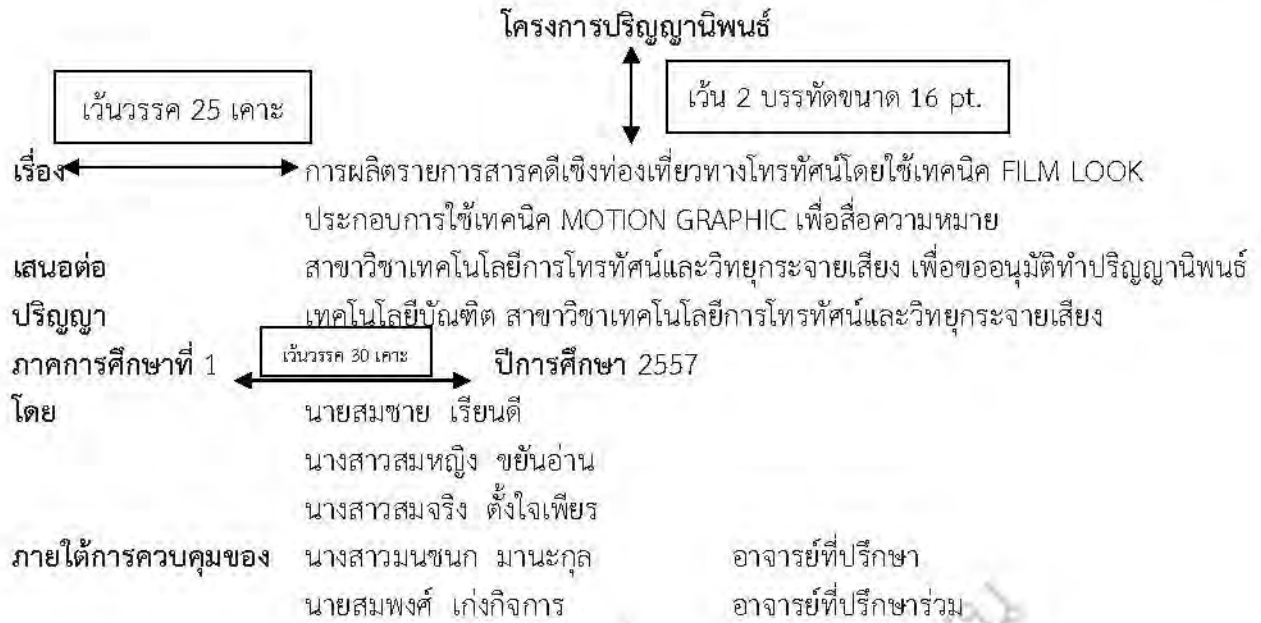 โครงการปริญญานิพนธ์
เว้นวรรค 25 เคาะ
เว้น 2 บรรทัดขนาด 16 pt.
เรื่อง การผลิตรายการสารคดีเชิงท่องเที่ยวทางโทรทัศน์โดยใช้เทคนิค FILM LOOK
ประกอบการใช้เทคนิค MOTION GRAPHIC เพื่อสื่อความหมาย
เสนอต่อ สาขาวิชาเทคโนโลยีการโทรทัศน์และวิทยุกระจายเสียง เพื่อขออนุมัติทำปริญญานิพนธ์
ปริญญา เทคโนโลยีบัณฑิต สาขาวิชาเทคโนโลยีการโทรทัศน์และวิทยุกระจายเสียง
ภาคการศึกษาที่ 1 เว้นวรรค 30 เคาะ ปีการศึกษา 2557
โดย นายสมชาย เรียนดี
นางสาวสมหญิง ขยันอ่าน
นางสาวสมจริง ตั้งใจเพียร
ภายใต้การควบคุมของ นางสาวมนชนก มานะกุล อาจารย์ที่ปรึกษา
นายสมพงศ์ เก่งกิจการ อาจารย์ที่ปรึกษาร่วม